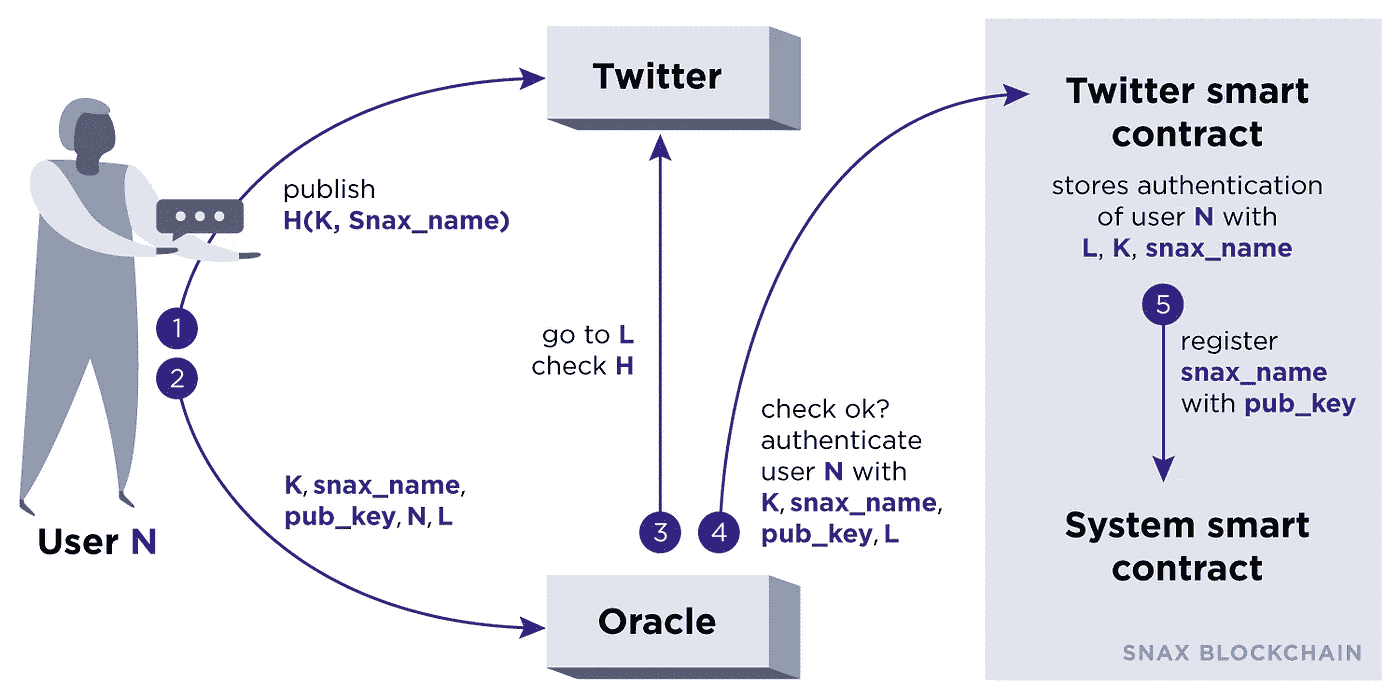 Twitter
publish
H(K, Snax_name)
1
2
K, snax_name,
pub_key, N, L
User N
go to L
check H
3
4
check ok?
authenticate
user N with
K, snax_name,
pub_key, L
Oracle
Twitter smart
contract
stores authentication
of user N with
L, K, snax_name
5
register
snax_name
with pub_key
System smart
contract
SNAX BLOCKCHAIN